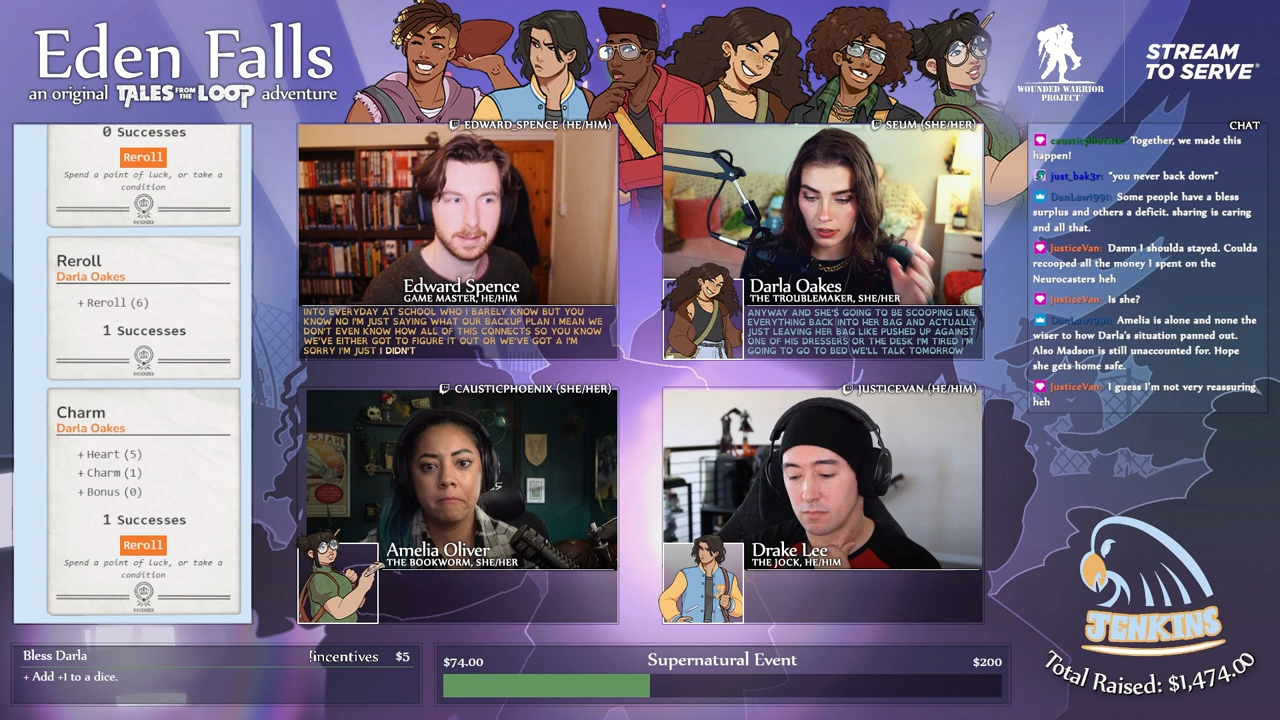 Eden Falls
an original TALES FROM THE LOOP adventure
WOUNDED WARRIOR
PROJECT
STREAM
TO SERVE
0 Successes
Reroll
Spend a point of luck, or take a
condition
Reroll
Darla Oakes
+ Reroll (6)
1 Successes
Charm
Darla Oakes
+ Heart (5)
+ Charm (1)
+ Bonus (0)
1 Successes
Reroll
Spend a point of luck, or take a
condition
EDWARD_SPENCE (HE/HIM)
Edward Spence
GAME MASTER, HE/HIM
INTO EVERYDAY AT SCHOOL WHO I BARELY KNOW BUT YOU
KNOW NO I'M JUST SAYING WHAT OUR BACKUP PLAN I MEAN WE
DON'T EVEN KNOW HOW ALL OF THIS CONNECTS SO YOU KNOW
WE'VE EITHER GOT TO FIGURE IT OUT OR WE'VE GOT A I'M
SORRY I'M JUST I DIDN'T
SEUM (SHE/HER)
Darla Oakes
THE TROUBLEMAKER, SHE/HER
ANYWAY AND SHE'S GOING TO BE SCOOPING LIKE
EVERYTHING BACK INTO HER BAG AND ACTUALLY
JUST LEAVING HER BAG LIKE PUSHED UP AGAINST
ONE OF HIS DRESSERS OR THE DESK I'M TIRED I'M
GOING TO GO TO BED WE'LL TALK TOMORROW
CAUSTICPHOENIX (SHE/HER)
Amelia Oliver
THE BOOKWORM, SHE/HER
JUSTICEVAN (HE/HIM)
Drake Lee
THE JOCK, HE/HIM
CHAT
causticphoenix: Together, we made this
happen!
just_bak3r: "you never back down"
DanLaw1991: Some people have a bless
surplus and others a deficit. sharing is caring
and all that.
JusticeVan: Damn I shoulda stayed. Coulda
recooped all the money I spent on the
Neurocasters heh
JusticeVan: Is she?
DanLaw1991: Amelia is alone and none the
wiser to how Darla's situation panned out.
Also Madson is still unaccounted for. Hope
she gets home safe.
JusticeVan: I guess I'm not very reassuring
heh
JENKINS
Total Raised: $1,474.00
Bless Darla
!incentives $5
+ Add +1 to a dice.
$74.00
Supernatural Event
$200